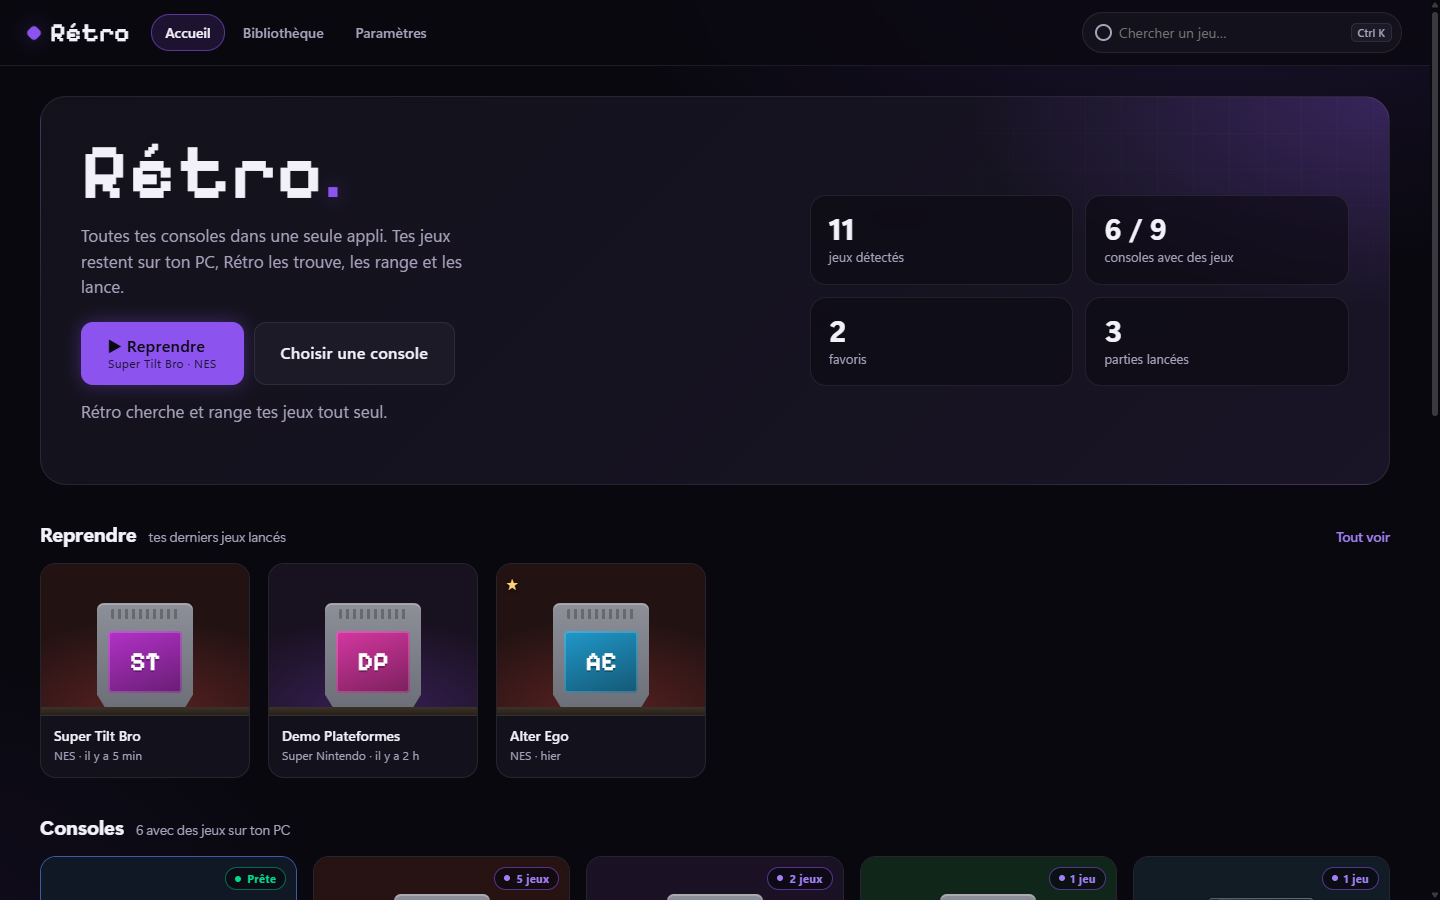 Rétro
Accueil
Bibliothèque
Paramètres
Chercher un jeu...
Ctrl K
Rétro.
Toutes tes consoles dans une seule appli. Tes jeux
restent sur ton PC, Rétro les trouve, les range et les
lance.
▶ Reprendre
Super Tilt Bro · NES
Choisir une console
Rétro cherche et range tes jeux tout seul.
11
jeux détectés
6 / 9
consoles avec des jeux
2
favoris
3
parties lancées
Reprendre tes derniers jeux lancés
Tout voir
ST
Super Tilt Bro
NES · il y a 5 min
DP
Demo Plateformes
Super Nintendo · il y a 2 h
AE
Alter Ego
NES · hier
Consoles 6 avec des jeux sur ton PC
Prête
5 jeux
2 jeux
1 jeu
1 jeu